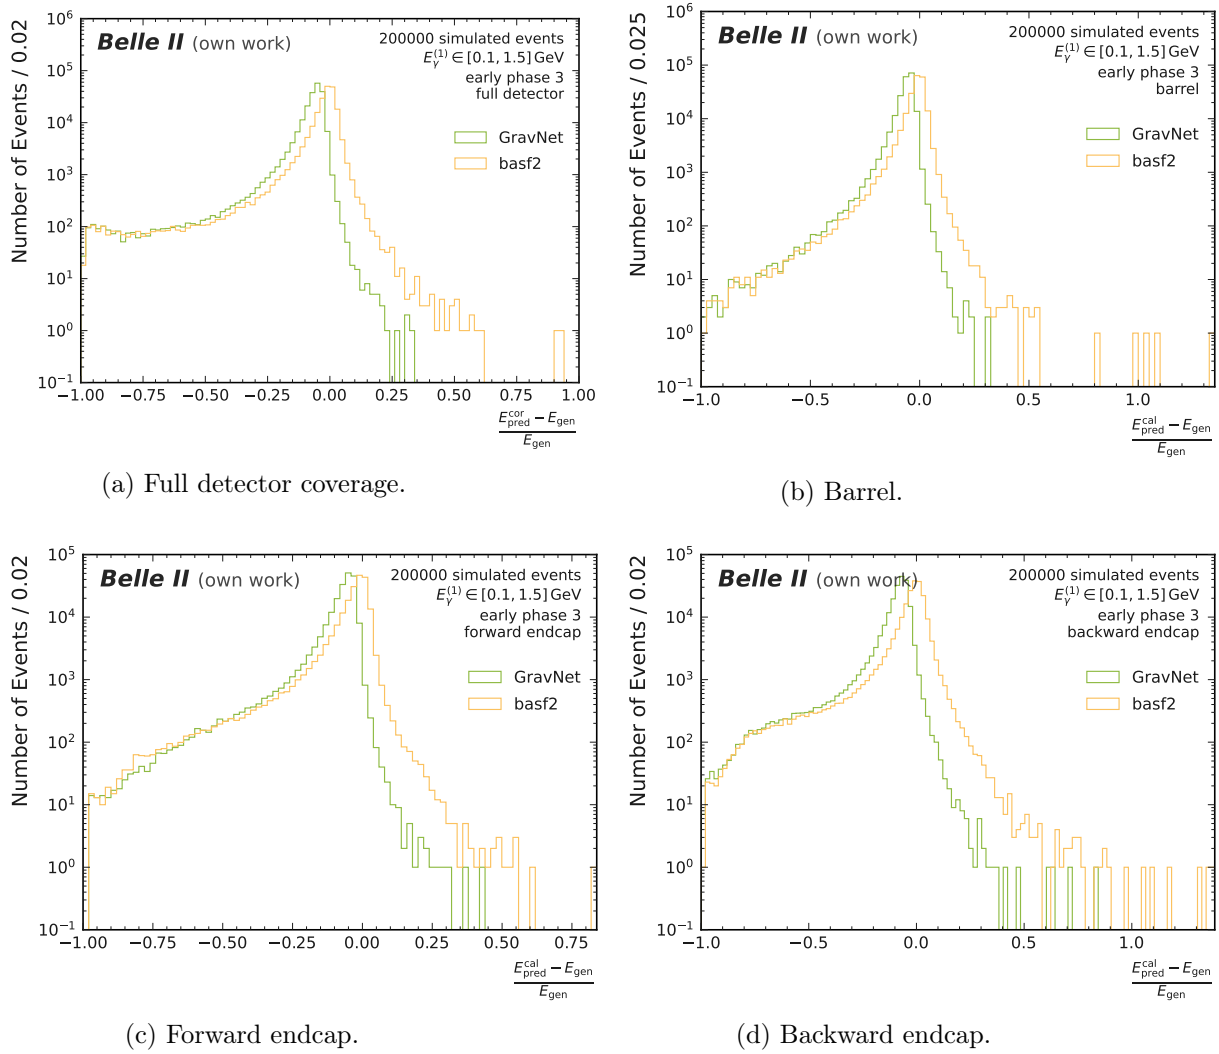 Belle II (own work)
200000 simulated events
E_γ^(1) ∈ [0.1, 1.5] GeV
early phase 3
full detector
GravNet
basf2
Number of Events / 0.02
10^6
10^5
10^4
10^3
10^2
10^1
10^0
10^−1
−1.00 −0.75 −0.50 −0.25 0.00 0.25 0.50 0.75 1.00
E_pred^cor − E_gen
E_gen
(a) Full detector coverage.
Belle II (own work)
200000 simulated events
E_γ^(1) ∈ [0.1, 1.5] GeV
early phase 3
barrel
GravNet
basf2
Number of Events / 0.025
10^6
10^5
10^4
10^3
10^2
10^1
10^0
10^−1
−1.0 −0.5 0.0 0.5 1.0
E_pred^cal − E_gen
E_gen
(b) Barrel.
Belle II (own work)
200000 simulated events
E_γ^(1) ∈ [0.1, 1.5] GeV
early phase 3
forward endcap
GravNet
basf2
Number of Events / 0.02
10^5
10^4
10^3
10^2
10^1
10^0
10^−1
−1.00 −0.75 −0.50 −0.25 0.00 0.25 0.50 0.75
E_pred^cal − E_gen
E_gen
(c) Forward endcap.
Belle II (own work)
200000 simulated events
E_γ^(1) ∈ [0.1, 1.5] GeV
early phase 3
backward endcap
GravNet
basf2
Number of Events / 0.02
10^5
10^4
10^3
10^2
10^1
10^0
10^−1
−1.0 −0.5 0.0 0.5 1.0
E_pred^cal − E_gen
E_gen
(d) Backward endcap.